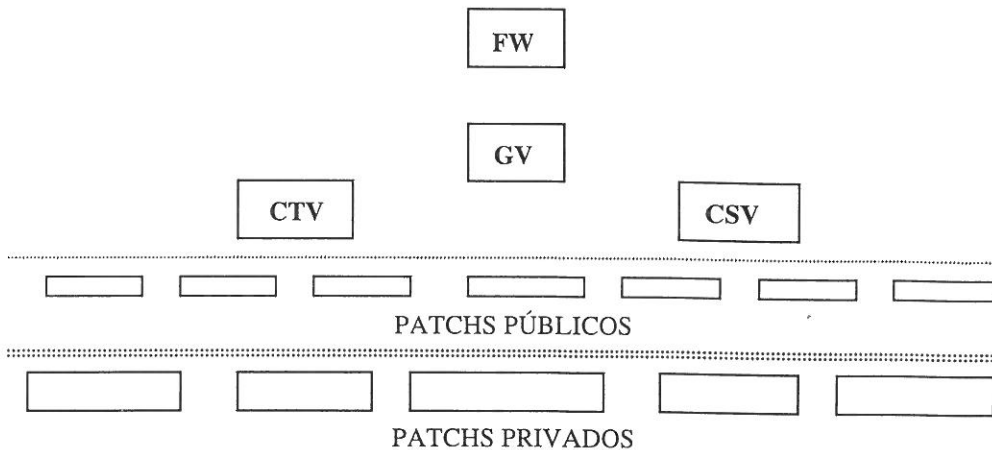 FW
GV
CTV CSV
PATCHS PÚBLICOS
PATCHS PRIVADOS